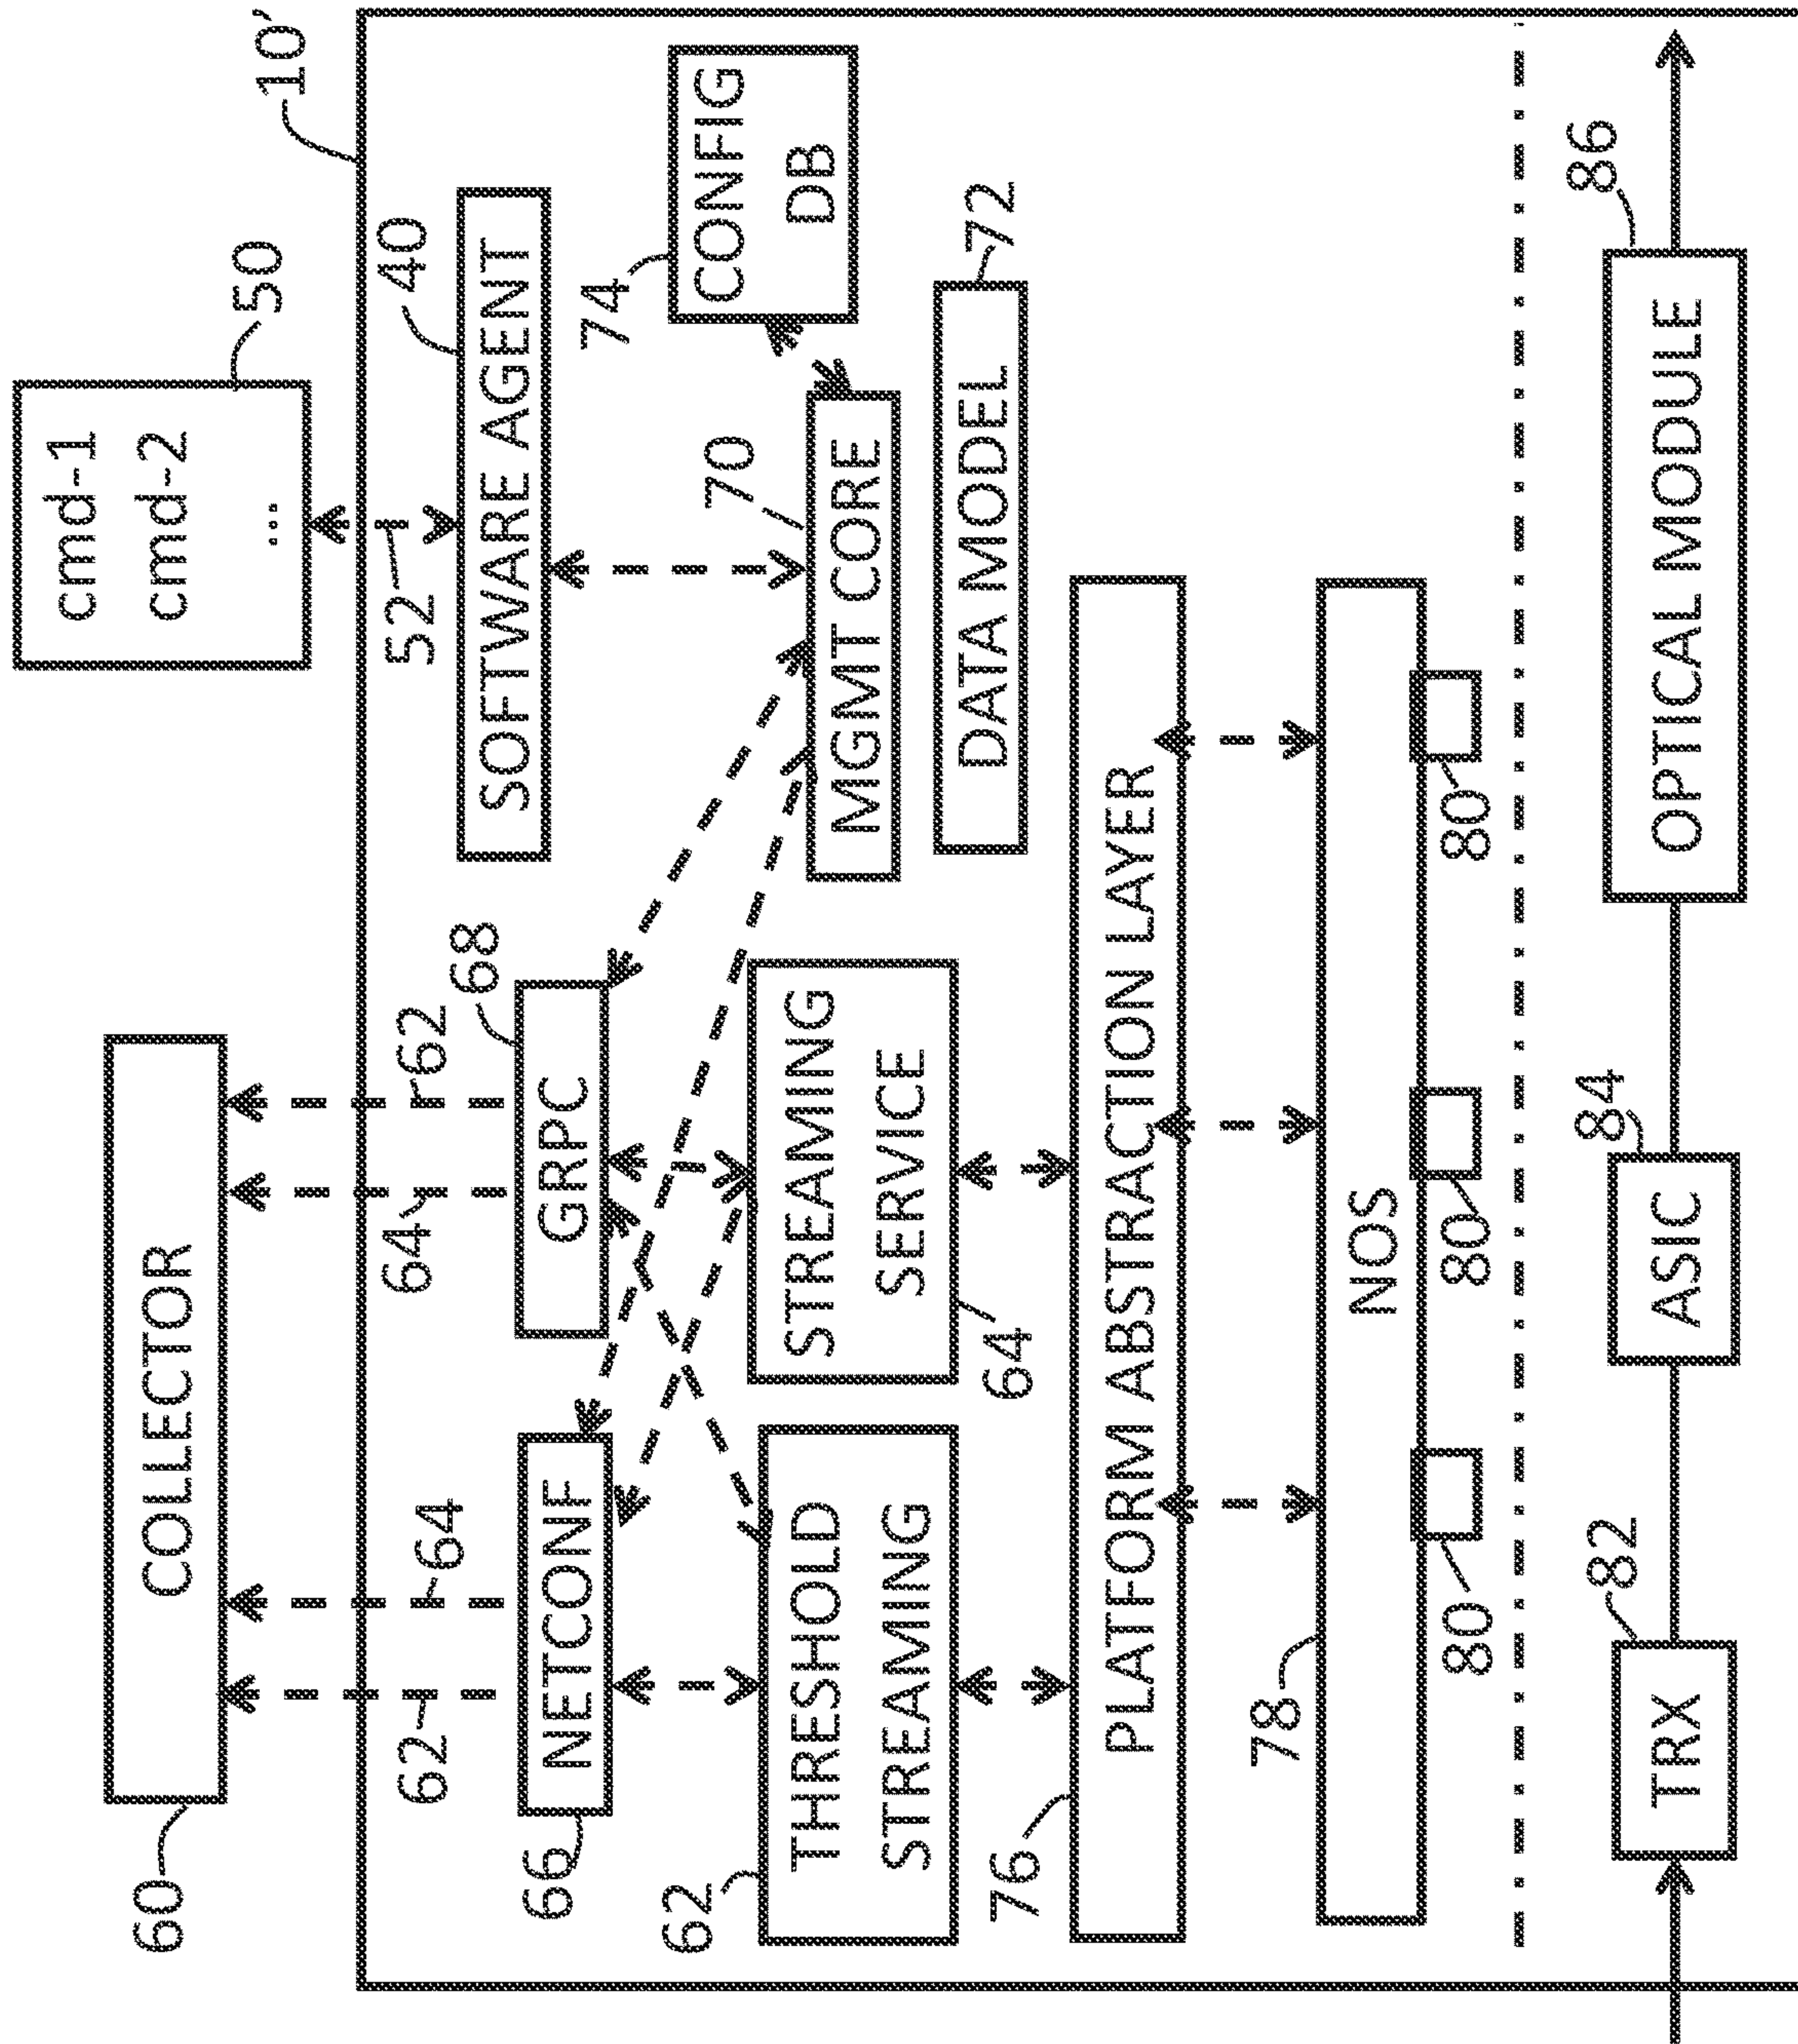 60
COLLECTOR
cmd-1
cmd-2
...
50
10'
62
64
64
62
52
40
66
NETCONF
68
GRPC
SOFTWARE AGENT
62
THRESHOLD
STREAMING
STREAMING
SERVICE
64
70
MGMT CORE
74
CONFIG
DB
DATA MODEL
72
76
PLATFORM ABSTRACTION LAYER
78
NOS
80
80
80
82
TRX
84
ASIC
86
OPTICAL MODULE